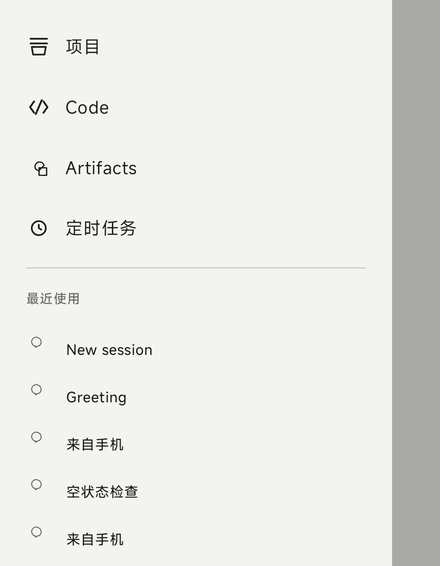 项目
Code
Artifacts
定时任务
最近使用
New session
Greeting
来自手机
空状态检查
来自手机